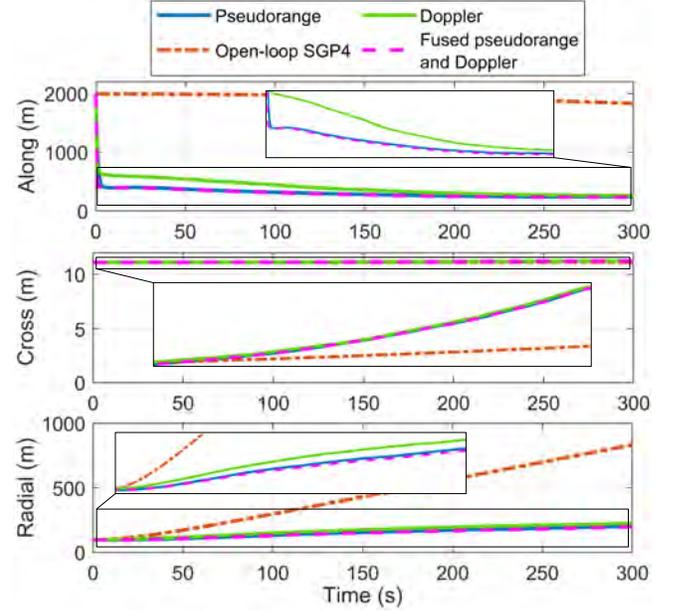 Pseudorange
Doppler
Open-loop SGP4
Fused pseudorange
and Doppler
Along (m)
2000
1000
0
0 50 100 150 200 250 300
Cross (m)
10
5
0
0 50 100 150 200 250 300
Radial (m)
1000
500
0
0 50 100 150 200 250 300
Time (s)